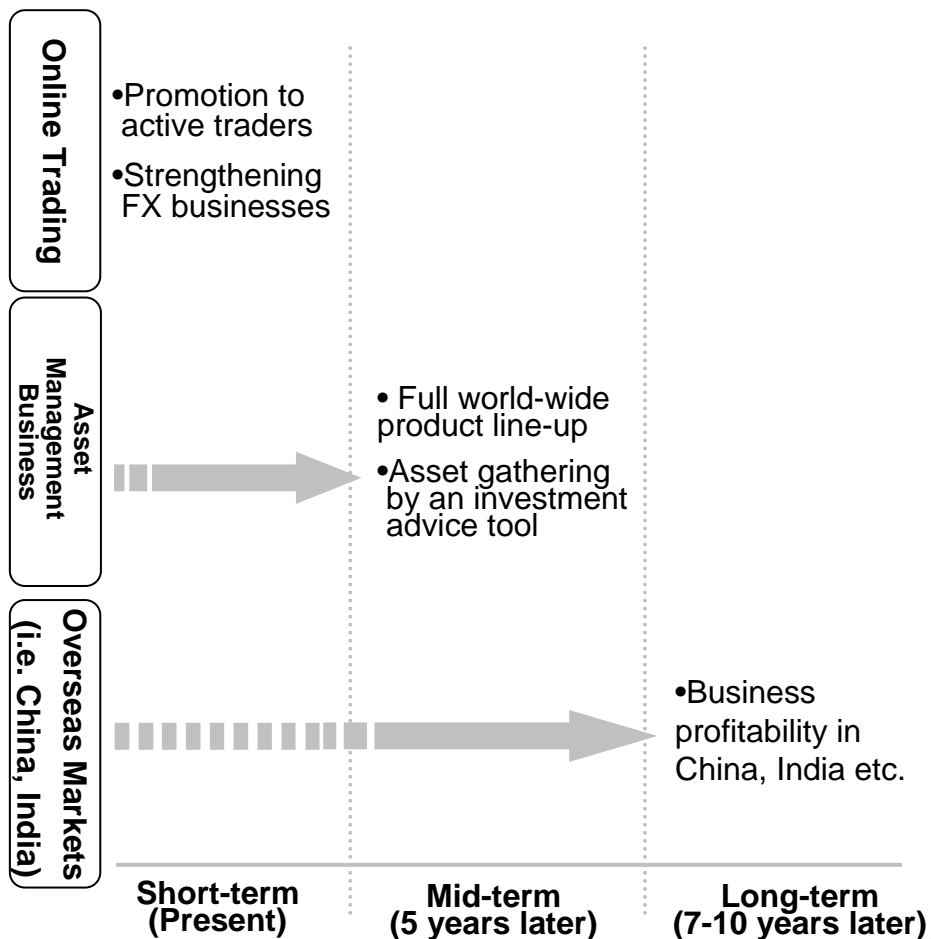 Online Trading
•Promotion to
active traders
•Strengthening
FX businesses
Asset
Management
Business
• Full world-wide
product line-up
•Asset gathering
by an investment
advice tool
Overseas Markets
(i.e. China, India)
•Business
profitability in
China, India etc.
Short-term
(Present)
Mid-term
(5 years later)
Long-term
(7-10 years later)